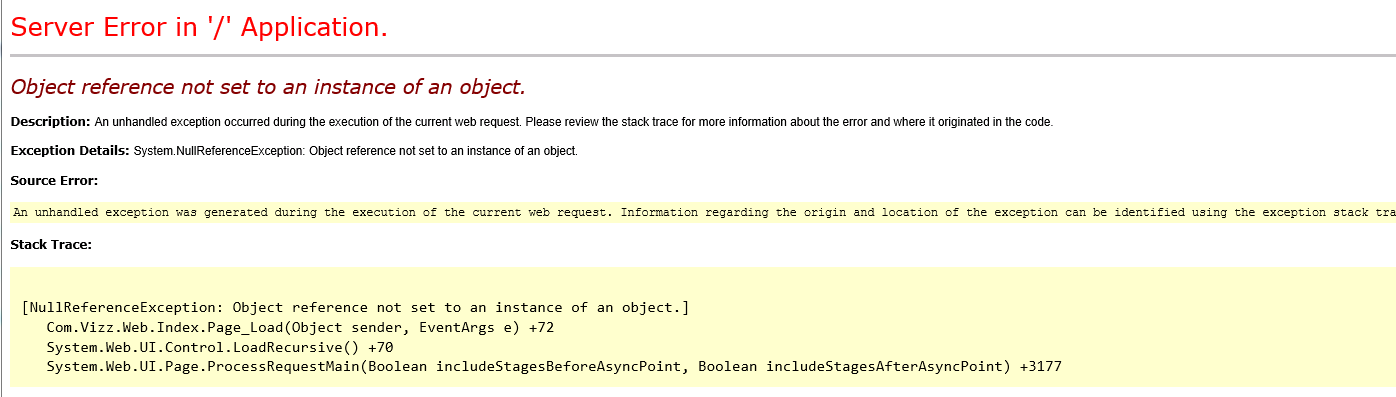 Server Error in '/' Application.
Object reference not set to an instance of an object.
Description: An unhandled exception occurred during the execution of the current web request. Please review the stack trace for more information about the error and where it originated in the code.
Exception Details: System.NullReferenceException: Object reference not set to an instance of an object.
Source Error:
An unhandled exception was generated during the execution of the current web request. Information regarding the origin and location of the exception can be identified using the exception stack tra
Stack Trace:
[NullReferenceException: Object reference not set to an instance of an object.]
Com.Vizz.Web.Index.Page_Load(Object sender, EventArgs e) +72
System.Web.UI.Control.LoadRecursive() +70
System.Web.UI.Page.ProcessRequestMain(Boolean includeStagesBeforeAsyncPoint, Boolean includeStagesAfterAsyncPoint) +3177